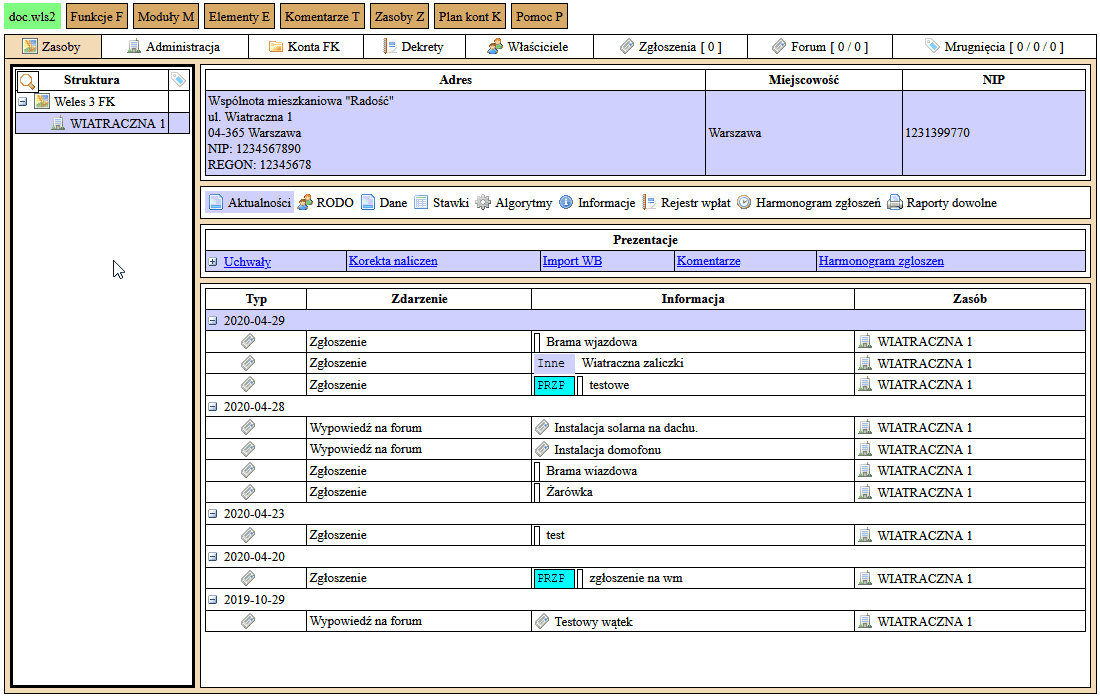 doc.wls2 Funkcje F Moduły M Elementy E Komentarze T Zasoby Z Plan kont K Pomoc P
Zasoby Administracja Konta FK Dekrety Właściciele Zgłoszenia [ 0 ] Forum [ 0 / 0 ] Mrugnięcia [ 0 / 0 / 0 ]
Struktura
Weles 3 FK
WIATRACZNA 1
Adres Miejscowość NIP
Wspólnota mieszkaniowa "Radość"
ul. Wiatraczna 1
04-365 Warszawa
NIP: 1234567890
REGON: 12345678
Warszawa
1231399770
Aktualności RODO Dane Stawki Algorytmy Informacje Rejestr wpłat Harmonogram zgłoszeń Raporty dowolne
Prezentacje
Uchwały Korekta naliczen Import WB Komentarze Harmonogram zgloszen
Typ Zdarzenie Informacja Zasób
2020-04-29
Zgłoszenie Brama wjazdowa WIATRACZNA 1
Zgłoszenie Inne Wiatraczna zaliczki WIATRACZNA 1
Zgłoszenie PRZP testowe WIATRACZNA 1
2020-04-28
Wypowiedź na forum Instalacja solarna na dachu. WIATRACZNA 1
Wypowiedź na forum Instalacja domofonu WIATRACZNA 1
Zgłoszenie Brama wiazdowa WIATRACZNA 1
Zgłoszenie Żarówka WIATRACZNA 1
2020-04-23
Zgłoszenie test WIATRACZNA 1
2020-04-20
Zgłoszenie PRZP zgłoszenie na wm WIATRACZNA 1
2019-10-29
Wypowiedź na forum Testowy wątek WIATRACZNA 1